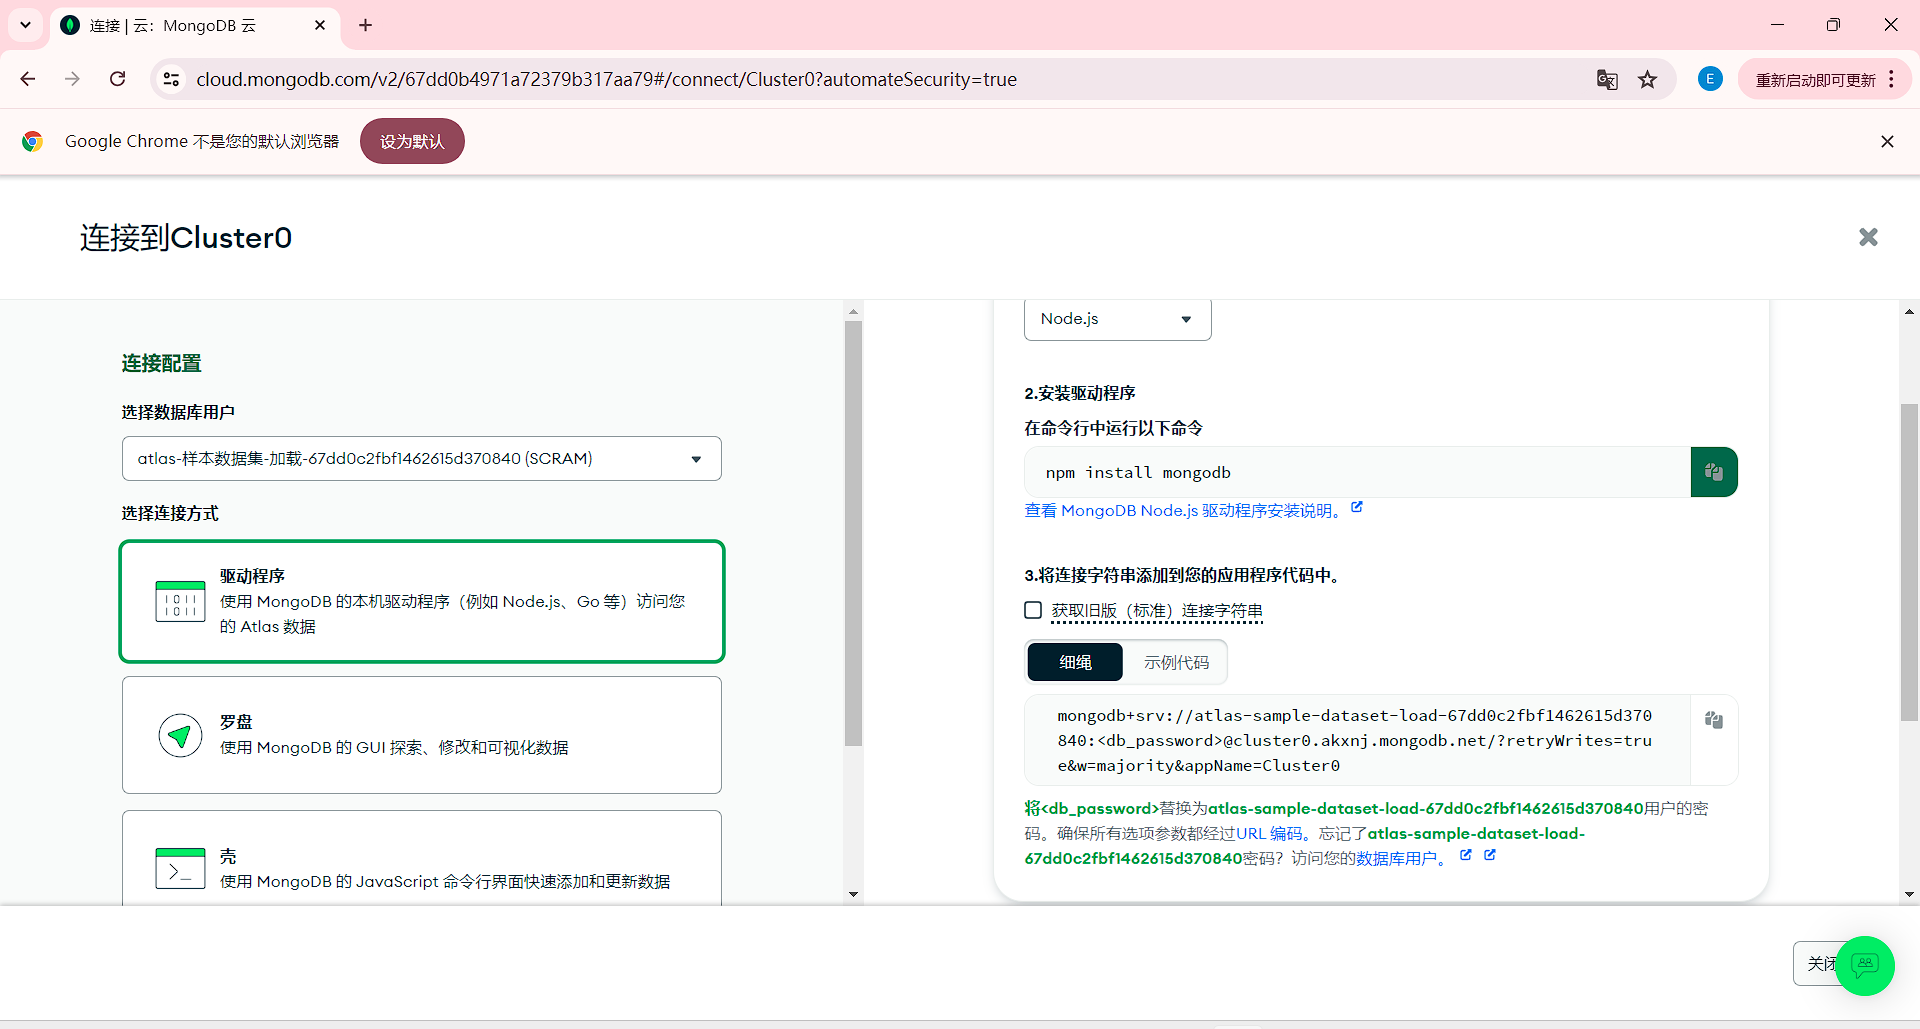 连接 | 云：MongoDB 云
cloud.mongodb.com/v2/67dd0b4971a72379b317aa79#/connect/Cluster0?automateSecurity=true
E
重新启动即可更新
Google Chrome 不是您的默认浏览器
设为默认
连接到Cluster0
连接配置
选择数据库用户
atlas-样本数据集-加载-67dd0c2fbf1462615d370840 (SCRAM)
选择连接方式
驱动程序
使用 MongoDB 的本机驱动程序（例如 Node.js、Go 等）访问您
的 Atlas 数据
罗盘
使用 MongoDB 的 GUI 探索、修改和可视化数据
壳
使用 MongoDB 的 JavaScript 命令行界面快速添加和更新数据
Node.js
2.安装驱动程序
在命令行中运行以下命令
npm install mongodb
查看 MongoDB Node.js 驱动程序安装说明。
3.将连接字符串添加到您的应用程序代码中。
获取旧版（标准）连接字符串
细绳
示例代码
mongodb+srv://atlas-sample-dataset-load-67dd0c2fbf1462615d370
840:<db_password>@cluster0.akxnj.mongodb.net/?retryWrites=tru
e&w=majority&appName=Cluster0
将<db_password>替换为atlas-sample-dataset-load-67dd0c2fbf1462615d370840用户的密
码。确保所有选项参数都经过URL 编码。忘记了atlas-sample-dataset-load-
67dd0c2fbf1462615d370840密码？访问您的数据库用户。
关闭